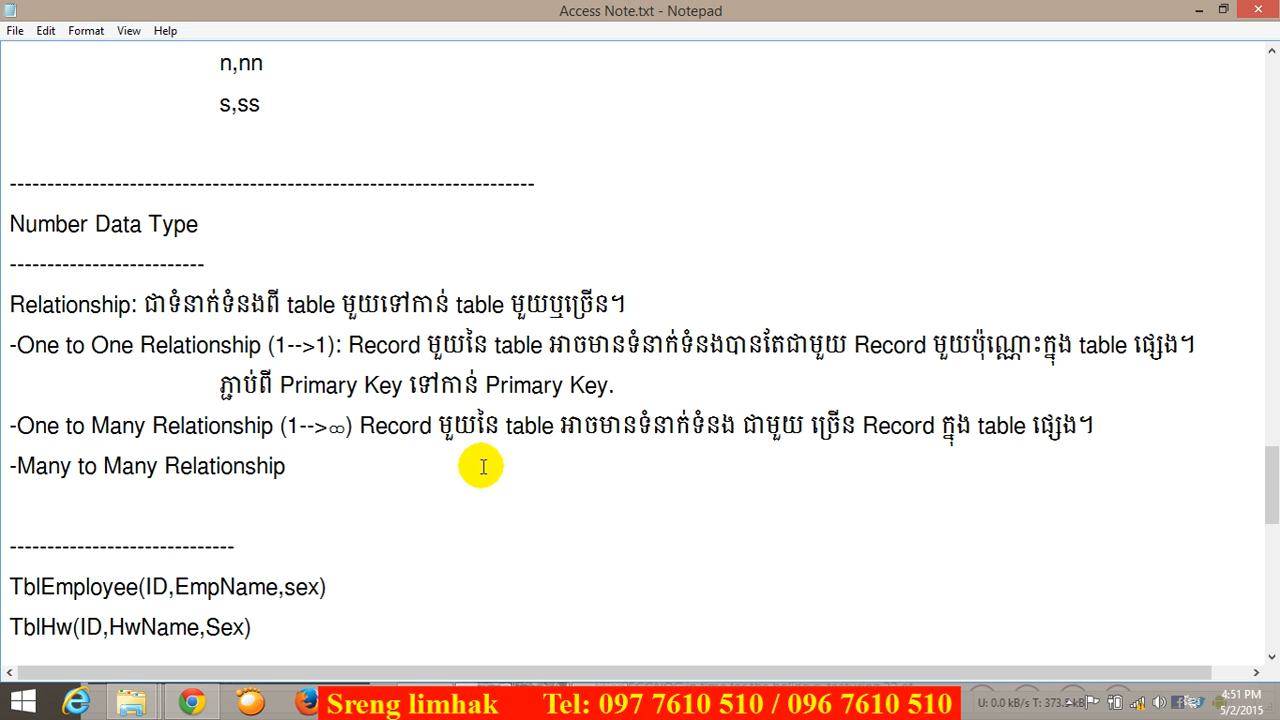 Access Note.txt - Notepad
File Edit Format View Help
n,nn
s,ss
----------------------------------------------------------------------
Number Data Type
--------------------------
Relationship: ជាទំនាក់ទំនងពី table មួយទៅកាន់ table មួយឬច្រើន។
-One to One Relationship (1-->1): Record មួយនៃ table អាចមានទំនាក់ទំនងបានតែជាមួយ Record មួយប៉ុណ្ណោះក្នុង table ផ្សេង។
ភ្ជាប់ពី Primary Key ទៅកាន់ Primary Key.
-One to Many Relationship (1-->∞) Record មួយនៃ table អាចមានទំនាក់ទំនង ជាមួយ ច្រើន Record ក្នុង table ផ្សេង។
-Many to Many Relationship
------------------------------
TblEmployee(ID,EmpName,sex)
TblHw(ID,HwName,Sex)
Sreng limhak Tel: 097 7610 510 / 096 7610 510
U: 0.0 kB/s T: 373.2 kB
4:51 PM
5/2/2015